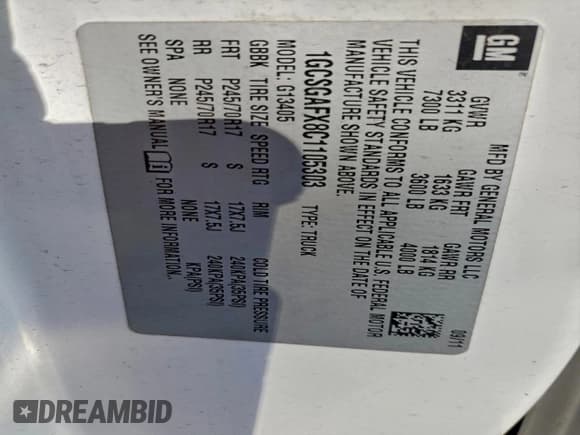 GM
MFD BY GENERAL MOTORS LLC
09/11
GVWR GAWR FRT GAWR RR
3311 KG 1633 KG 1814 KG
7300 LB 3600 LB 4000 LB
THIS VEHICLE CONFORMS TO ALL APPLICABLE U.S. FEDERAL MOTOR
VEHICLE SAFETY STANDARDS IN EFFECT ON THE DATE OF
MANUFACTURE SHOWN ABOVE.
1GCSGAFX8C1105303 TYPE: TRUCK
MODEL: G13405
GBBK TIRE SIZE SPEED RTG RIM COLD TIRE PRESSURE
FRT P245/70R17 S 17X7.5J 240KPA(35PSI)
RR P245/70R17 S 17X7.5J 240KPA(35PSI)
SPA NONE NONE KPA(PSI)
SEE OWNER'S MANUAL FOR MORE INFORMATION.
DREAMBID